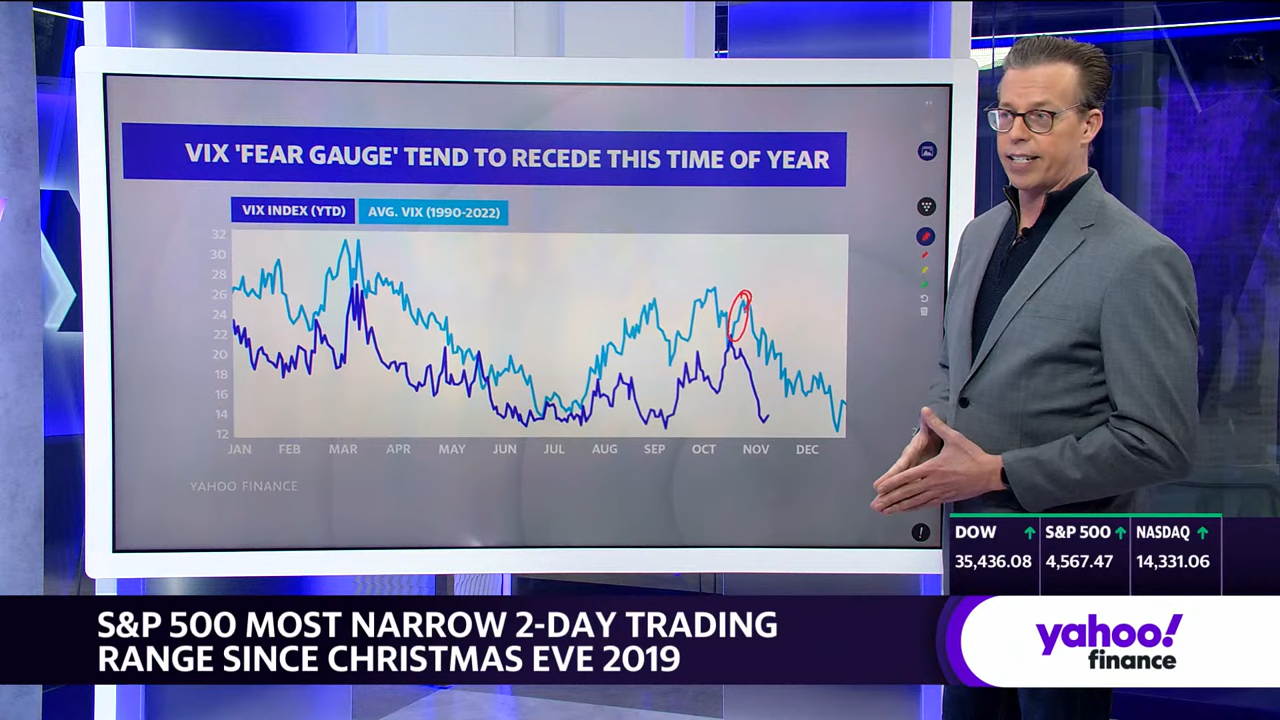 VIX 'FEAR GAUGE' TEND TO RECEDE THIS TIME OF YEAR
VIX INDEX (YTD) AVG. VIX (1990-2022)
32
30
28
26
24
22
20
18
16
14
12
JAN FEB MAR APR MAY JUN JUL AUG SEP OCT NOV DEC
YAHOO FINANCE
DOW S&P 500 NASDAQ
35,436.08 4,567.47 14,331.06
S&P 500 MOST NARROW 2-DAY TRADING
RANGE SINCE CHRISTMAS EVE 2019
yahoo!
finance